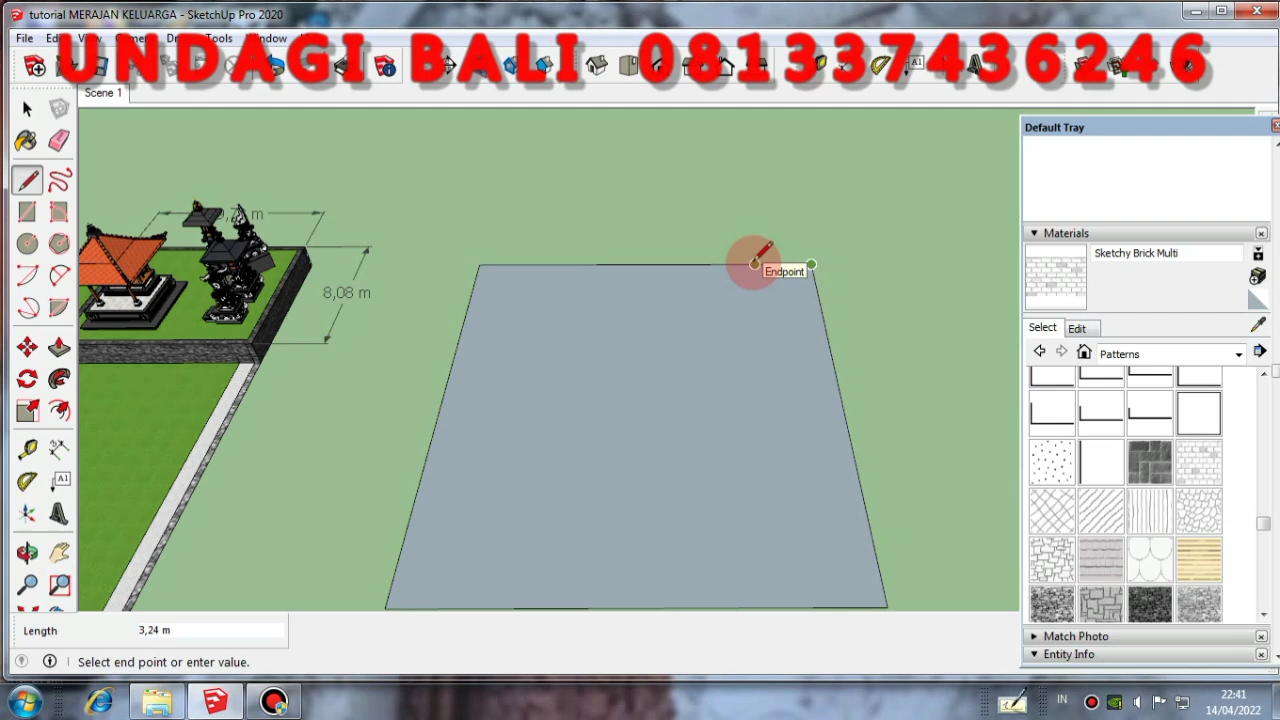 tutorial MERAJAN KELUARGA - SketchUp Pro 2020
File
Tools
Window
UNDAGI BALI 081337436246
Scene 1
Default Tray
Materials
Sketchy Brick Multi
Select
Edit
Patterns
8,08 m
Endpoint
A1
Match Photo
Entity Info
Length
3,24 m
Select end point or enter value.
IN
22:41
14/04/2022